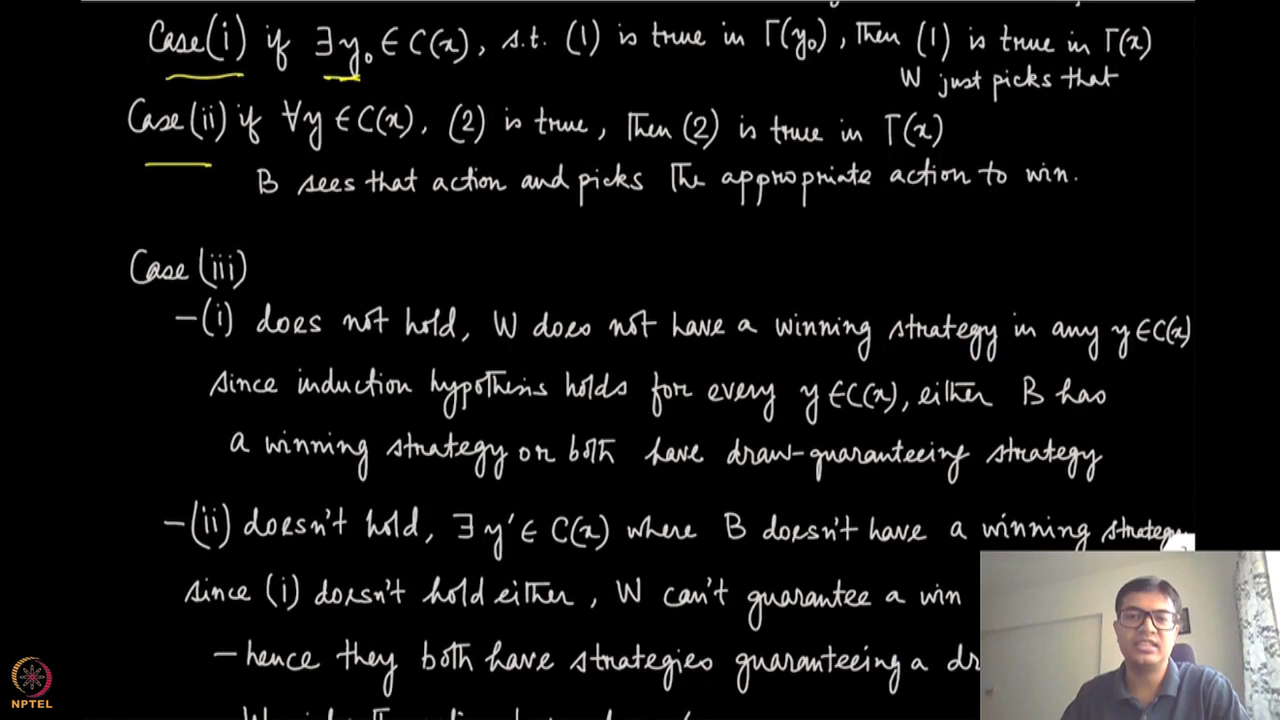 Case (i) if ∃ y₀ ∈ C(x), s.t. (1) is true in Γ(y₀), Then (1) is true in Γ(x)
W just picks that
Case (ii) if ∀y ∈ C(x), (2) is true, Then (2) is true in Γ(x)
B sees that action and picks the appropriate action to win.
Case (iii)
– (i) does not hold, W does not have a winning strategy in any y ∈ C(x)
since induction hypothesis holds for every y ∈ C(x), either B has
a winning strategy or both have draw-guaranteeing strategy
– (ii) doesn't hold, ∃ y' ∈ C(x) where B doesn't have a winning strategy
since (i) doesn't hold either, W can't guarantee a win
– hence they both have strategies guaranteeing a
NPTEL